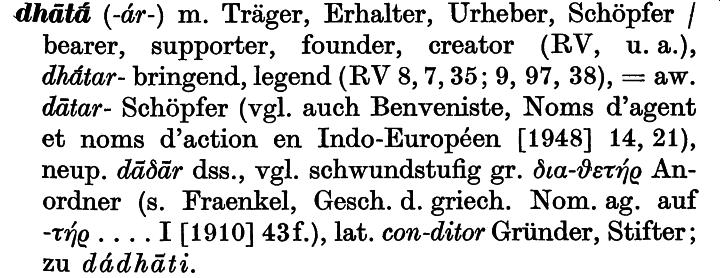 dhātā́ (-ár-) m. Träger, Erhalter, Urheber, Schöpfer /
bearer, supporter, founder, creator (RV, u. a.),
dhā́tar- bringend, legend (RV 8, 7, 35; 9, 97, 38), = aw.
dātar- Schöpfer (vgl. auch Benveniste, Noms d'agent
et noms d'action en Indo-Européen [1948] 14, 21),
neup. dāδār dss., vgl. schwundstufig gr. δια-ϑετήρ An-
ordner (s. Fraenkel, Gesch. d. griech. Nom. ag. auf
-τήρ .... I [1910] 43f.), lat. con-ditor Gründer, Stifter;
zu dádhāti.